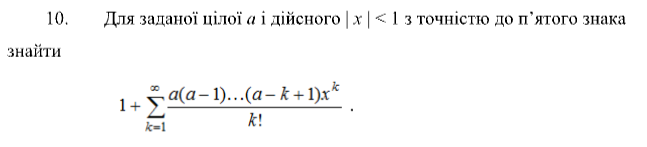 10. Для заданої цілої a і дійсного | x | < 1 з точністю до п’ятого знака
знайти
1 + ∑_{k=1}^{∞} a(a − 1)…(a − k + 1)x^k / k! .